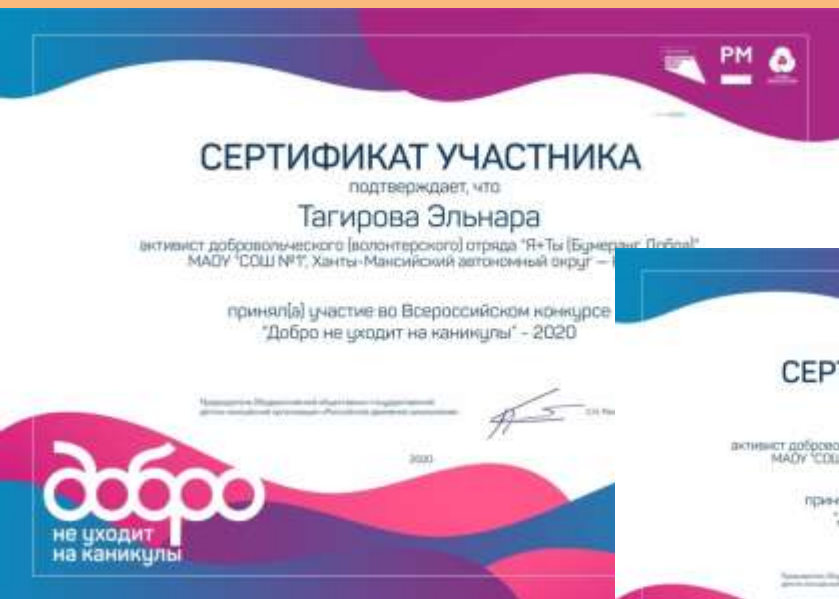 РМ
СЕРТИФИКАТ УЧАСТНИКА
подтверждает, что
Тагирова Эльнара
активист добровольческого (волонтерского) отряда "Я+Ты (Бумеранг Добра)"
МАОУ "СОШ №1", Ханты-Мансийский автономный округ —
принял(а) участие во Всероссийском конкурсе
"Добро не уходит на каникулы" - 2020
2020
добро
не уходит
на каникулы
СЕР
активист доброво
МАОУ "СОШ
прин